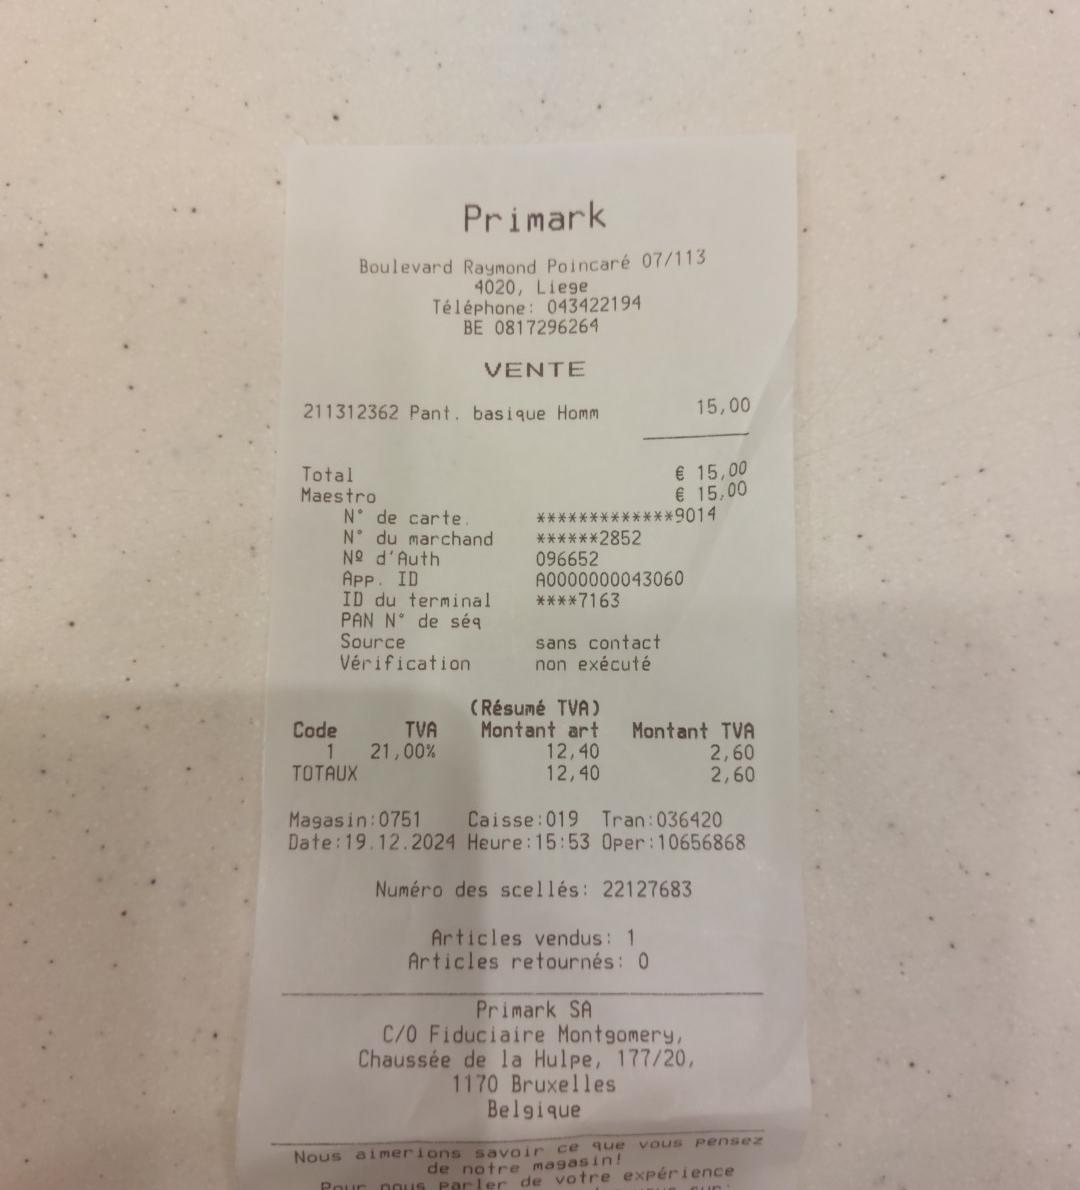 Primark
Boulevard Raymond Poincaré 07/113
4020, Liege
Téléphone: 043422194
BE 0817296264
VENTE
211312362 Pant. basique Homm 15,00
Total € 15,00
Maestro € 15,00
N° de carte. *************9014
N° du marchand ******2852
Nº d'Auth 096652
App. ID A0000000043060
ID du terminal ****7163
PAN N° de séq
Source sans contact
Vérification non exécuté
(Résumé TVA)
Code TVA Montant art Montant TVA
1 21,00% 12,40 2,60
TOTAUX 12,40 2,60
Magasin:0751 Caisse:019 Tran:036420
Date:19.12.2024 Heure:15:53 Oper:10656868
Numéro des scellés: 22127683
Articles vendus: 1
Articles retournés: 0
Primark SA
C/O Fiduciaire Montgomery,
Chaussée de la Hulpe, 177/20,
1170 Bruxelles
Belgique
Nous aimerions savoir ce que vous pensez
de notre magasin!
Pour nous parler de votre expérience